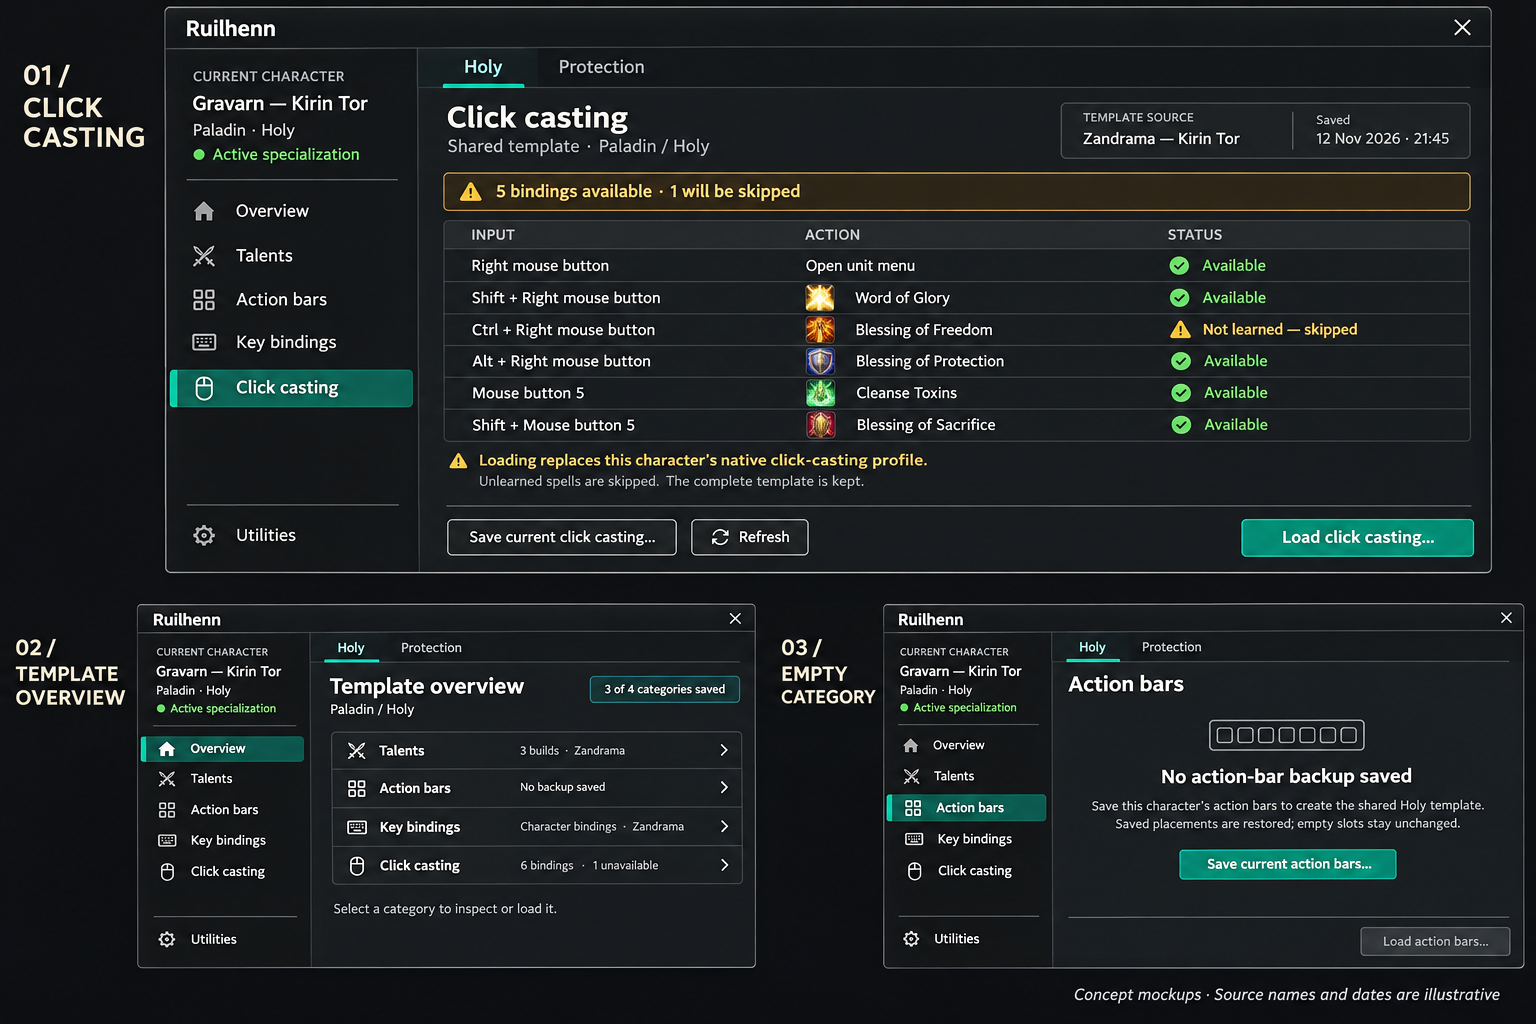 01 /
CLICK
CASTING
Ruilhenn
CURRENT CHARACTER
Gravarn — Kirin Tor
Paladin · Holy
Active specialization
Overview
Talents
Action bars
Key bindings
Click casting
Utilities
Holy
Protection
Click casting
Shared template · Paladin / Holy
TEMPLATE SOURCE
Zandrama — Kirin Tor
Saved
12 Nov 2026 · 21:45
5 bindings available · 1 will be skipped
INPUT ACTION STATUS
Right mouse button Open unit menu Available
Shift + Right mouse button Word of Glory Available
Ctrl + Right mouse button Blessing of Freedom Not learned — skipped
Alt + Right mouse button Blessing of Protection Available
Mouse button 5 Cleanse Toxins Available
Shift + Mouse button 5 Blessing of Sacrifice Available
Loading replaces this character's native click-casting profile.
Unlearned spells are skipped. The complete template is kept.
Save current click casting...
Refresh
Load click casting...
02 /
TEMPLATE
OVERVIEW
Ruilhenn
CURRENT CHARACTER
Gravarn — Kirin Tor
Paladin · Holy
Active specialization
Overview
Talents
Action bars
Key bindings
Click casting
Utilities
Holy
Protection
Template overview
Paladin / Holy
3 of 4 categories saved
Talents 3 builds · Zandrama
Action bars No backup saved
Key bindings Character bindings · Zandrama
Click casting 6 bindings · 1 unavailable
Select a category to inspect or load it.
03 /
EMPTY
CATEGORY
Ruilhenn
CURRENT CHARACTER
Gravarn — Kirin Tor
Paladin · Holy
Active specialization
Overview
Talents
Action bars
Key bindings
Click casting
Utilities
Holy
Protection
Action bars
No action-bar backup saved
Save this character's action bars to create the shared Holy template.
Saved placements are restored; empty slots stay unchanged.
Save current action bars...
Load action bars...
Concept mockups · Source names and dates are illustrative